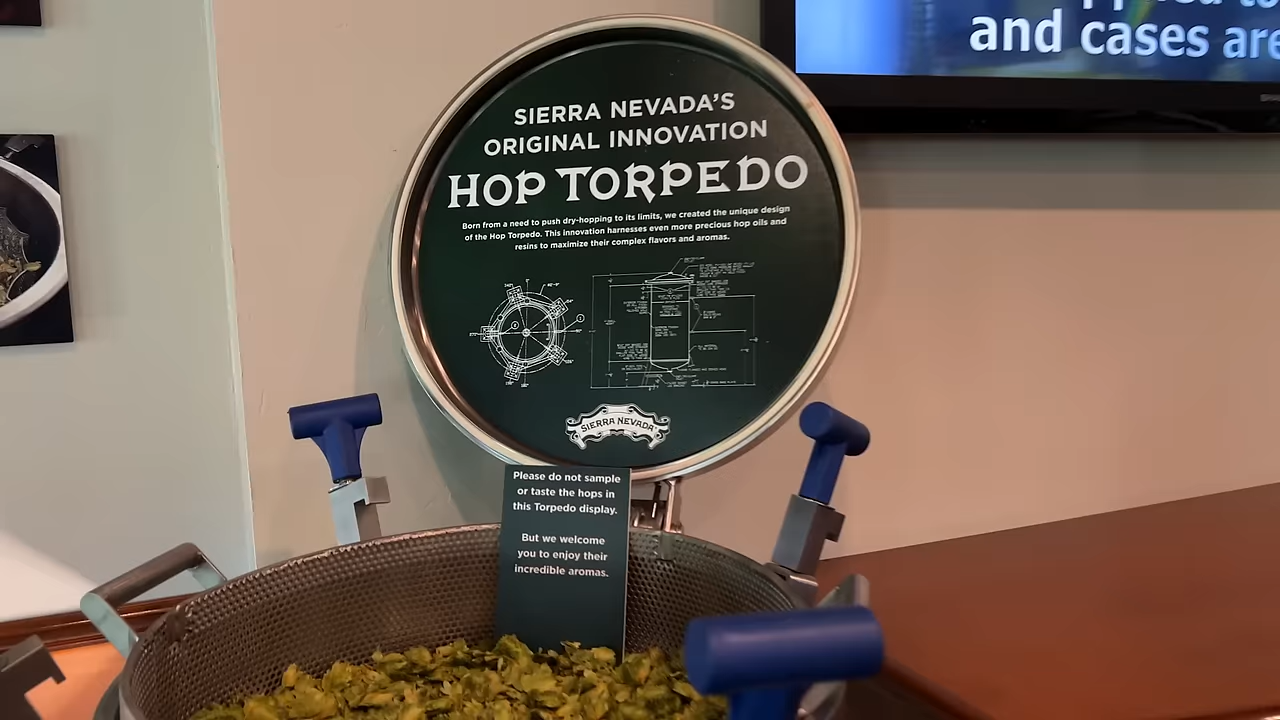 and cases are
SIERRA NEVADA'S
ORIGINAL INNOVATION
HOP TORPEDO
Born from a need to push dry-hopping to its limits, we created the unique design
of the Hop Torpedo. This innovation harnesses even more precious hop oils and
resins to maximize their complex flavors and aromas.
SIERRA NEVADA
Please do not sample
or taste the hops in
this Torpedo display.
But we welcome
you to enjoy their
incredible aromas.